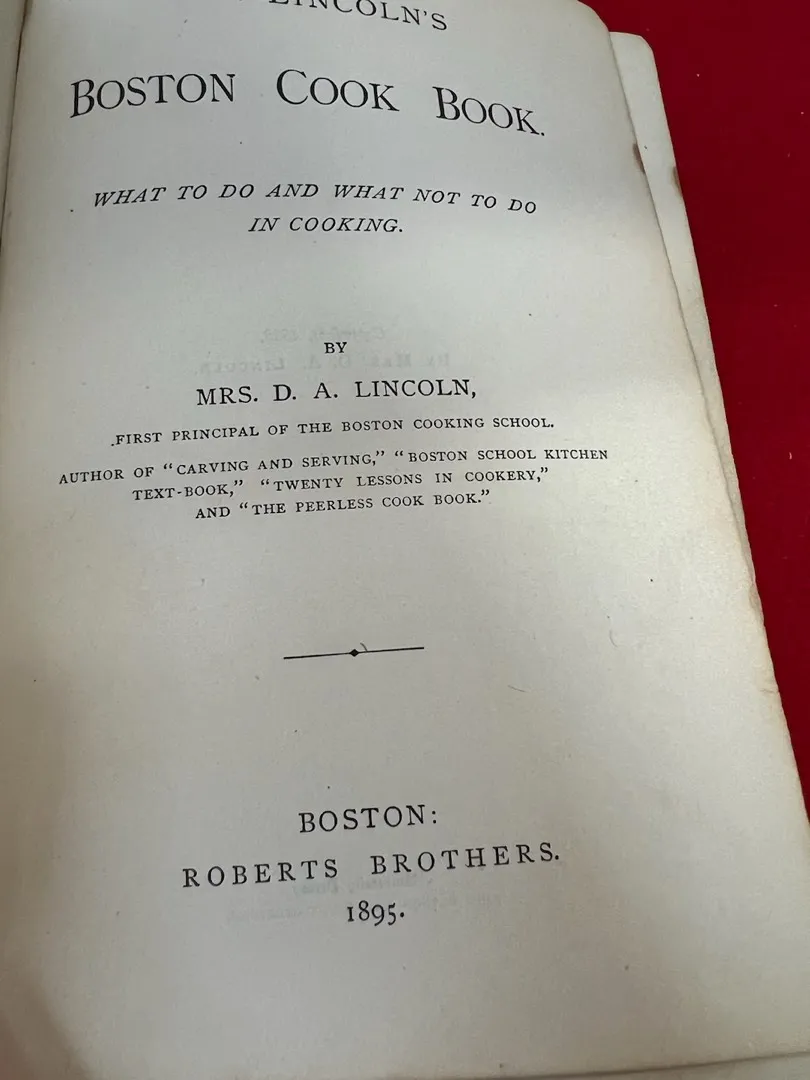 LINCOLN'S
BOSTON COOK BOOK.
WHAT TO DO AND WHAT NOT TO DO
IN COOKING.
BY
MRS. D. A. LINCOLN,
FIRST PRINCIPAL OF THE BOSTON COOKING SCHOOL.
AUTHOR OF “CARVING AND SERVING,” “BOSTON SCHOOL KITCHEN
TEXT-BOOK,” “TWENTY LESSONS IN COOKERY,”
AND “THE PEERLESS COOK BOOK.”
BOSTON:
ROBERTS BROTHERS.
1895.